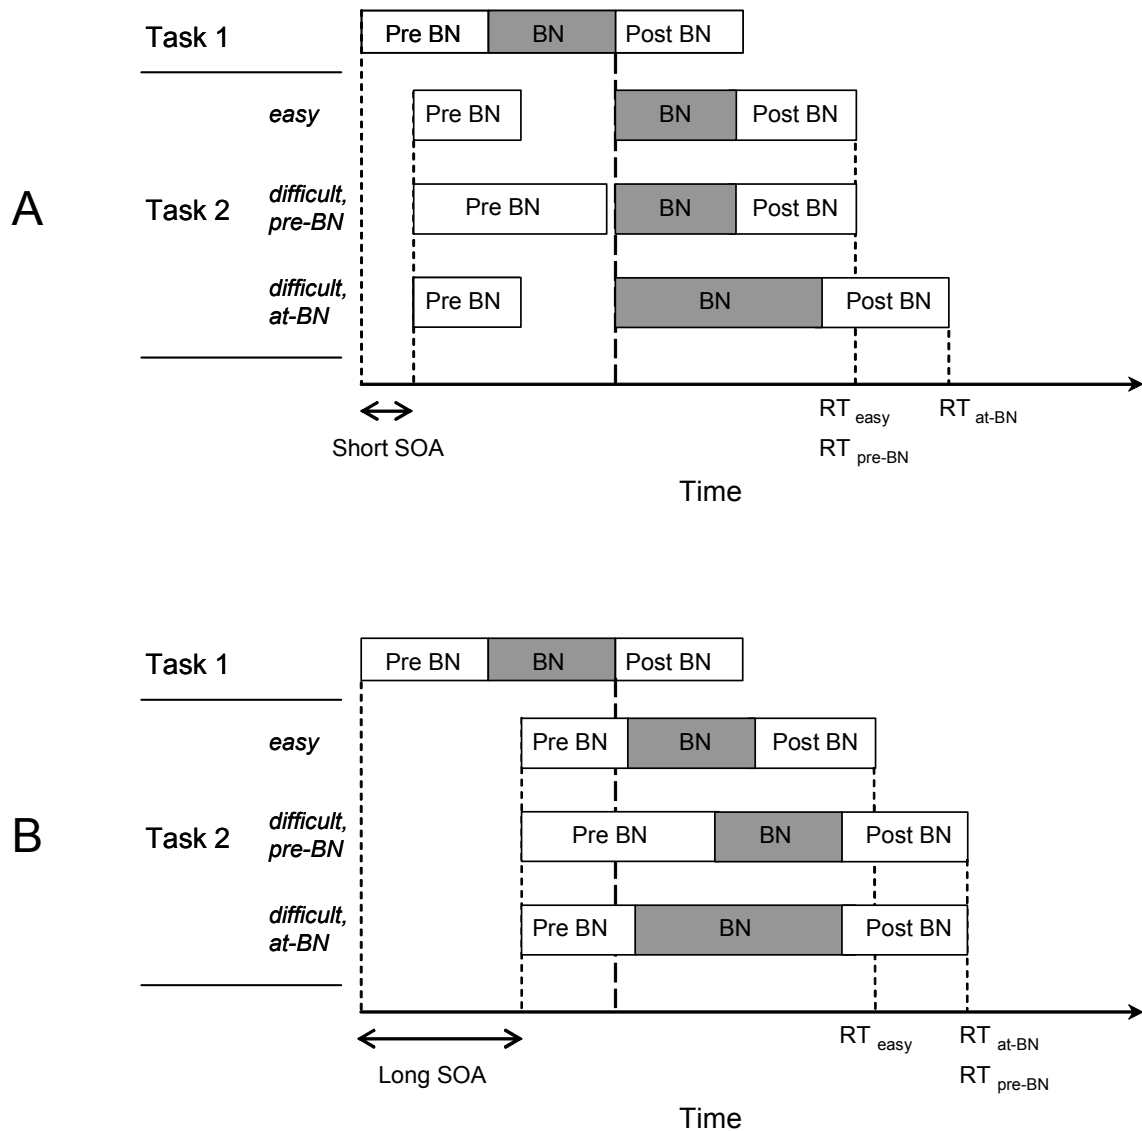 Task 1 Pre BN BN Post BN
easy Pre BN BN Post BN
A
Task 2
difficult,
pre-BN
Pre BN BN Post BN
difficult,
at-BN
Pre BN BN Post BN
RT easy RT at-BN
Short SOA RT pre-BN
Time
Task 1 Pre BN BN Post BN
easy Pre BN BN Post BN
B
Task 2
difficult,
pre-BN
Pre BN BN Post BN
difficult,
at-BN
Pre BN BN Post BN
RT easy RT at-BN
Long SOA RT pre-BN
Time